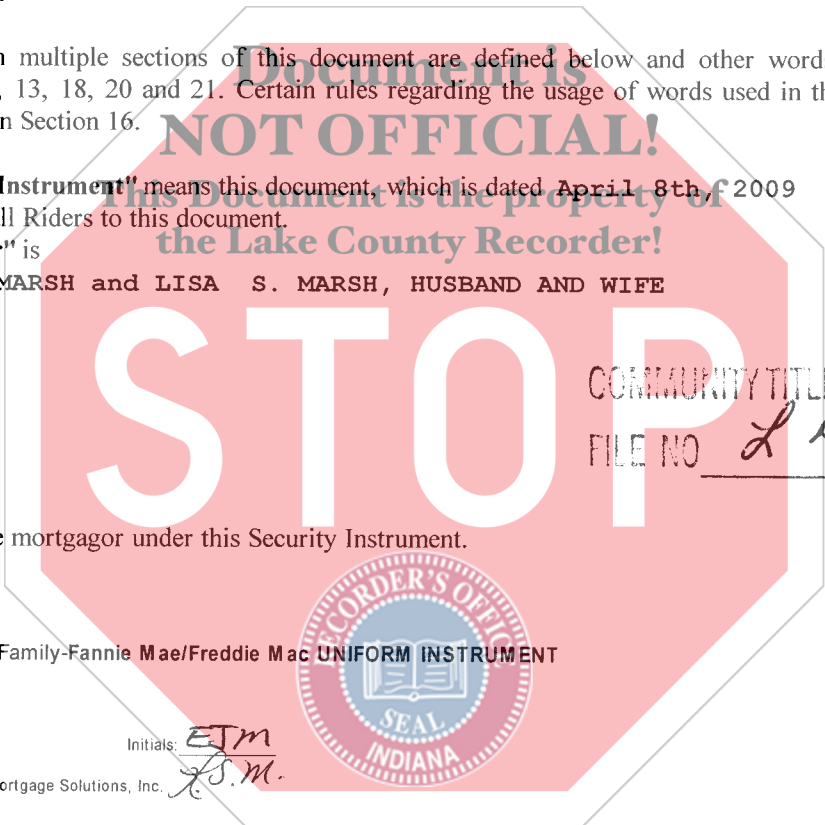 multiple sections of this document are defined below and other word
Document is
, 13, 18, 20 and 21. Certain rules regarding the usage of words used in th
NOT OFFICIAL!
n Section 16.
Instrument" means this document, which is dated April 8th, 2009
This Document is the property of
ll Riders to this document.
the Lake County Recorder!
" is
MARSH and LISA S. MARSH, HUSBAND AND WIFE
STOP
COMMUNITY TITLE
FILE NO
e mortgagor under this Security Instrument.
RECORDER'S OFFICE
Family-Fannie Mae/Freddie Mac UNIFORM INSTRUMENT
SEAL
INDIANA
Initials: EJM
ortgage Solutions, Inc. L.S.M.